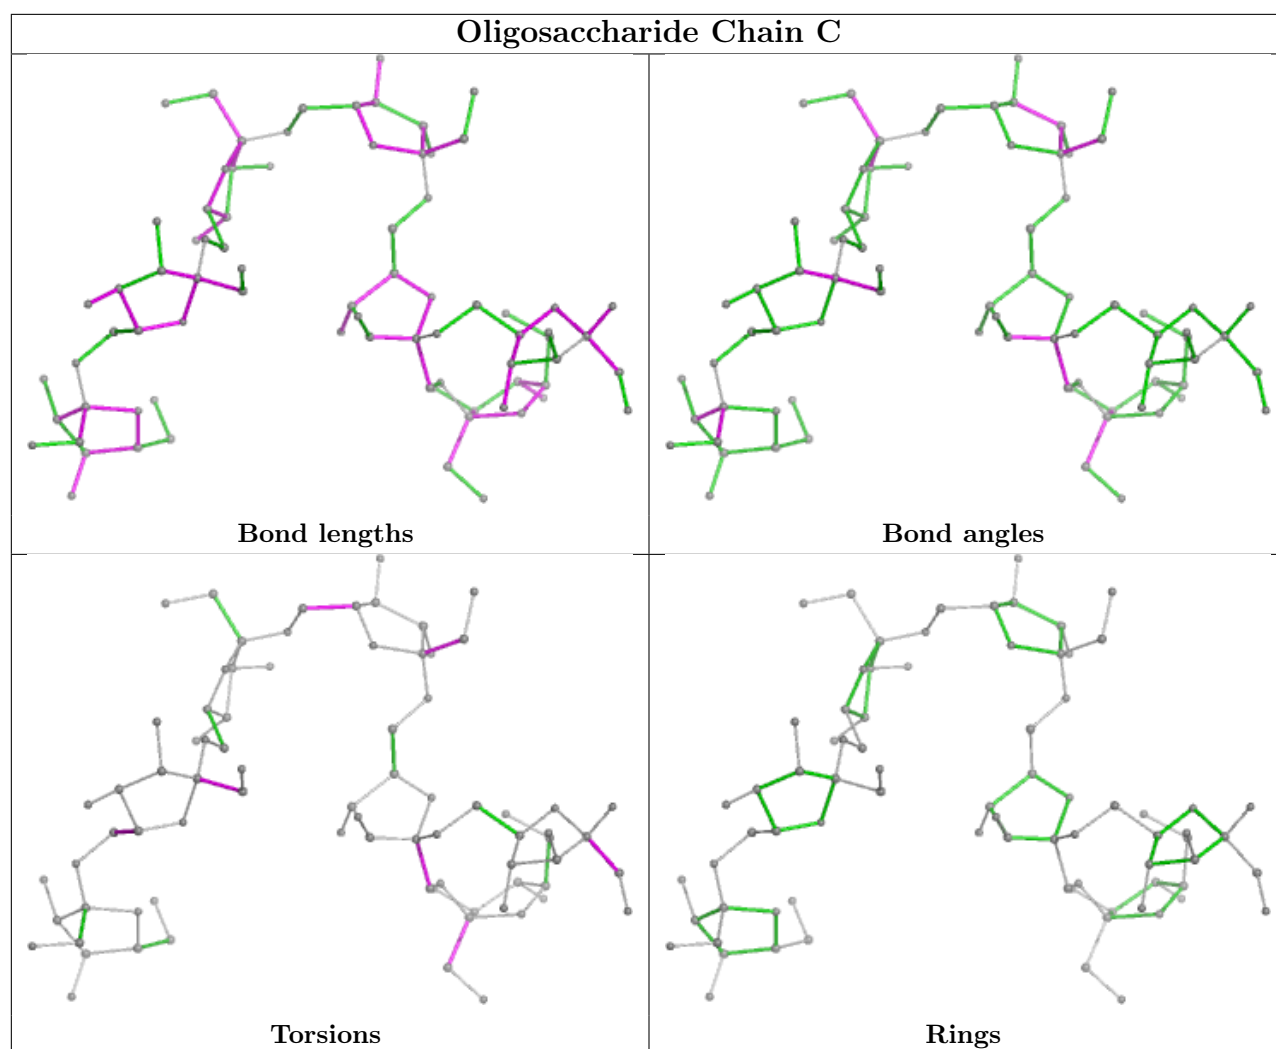 Oligosaccharide Chain C
Bond lengths
Bond angles
Torsions
Rings